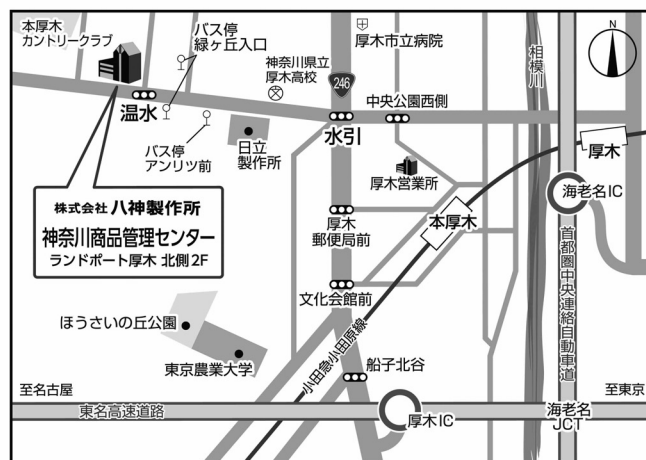 本厚木
カントリークラブ
バス停
緑ヶ丘入口
厚木市立病院
N
神奈川県立
厚木高校
246
相模川
中央公園西側
温水
水引
バス停
アンリツ前
日立
製作所
厚木
厚木営業所
海老名IC
株式会社 八神製作所
神奈川商品管理センター
ランドポート厚木 北側2F
本厚木
厚木
郵便局前
首都圏中央連絡自動車道
文化会館前
ほうさいの丘公園
小田急小田原線
東京農業大学
船子北谷
至名古屋
至東京
東名高速道路
厚木IC
海老名
JCT